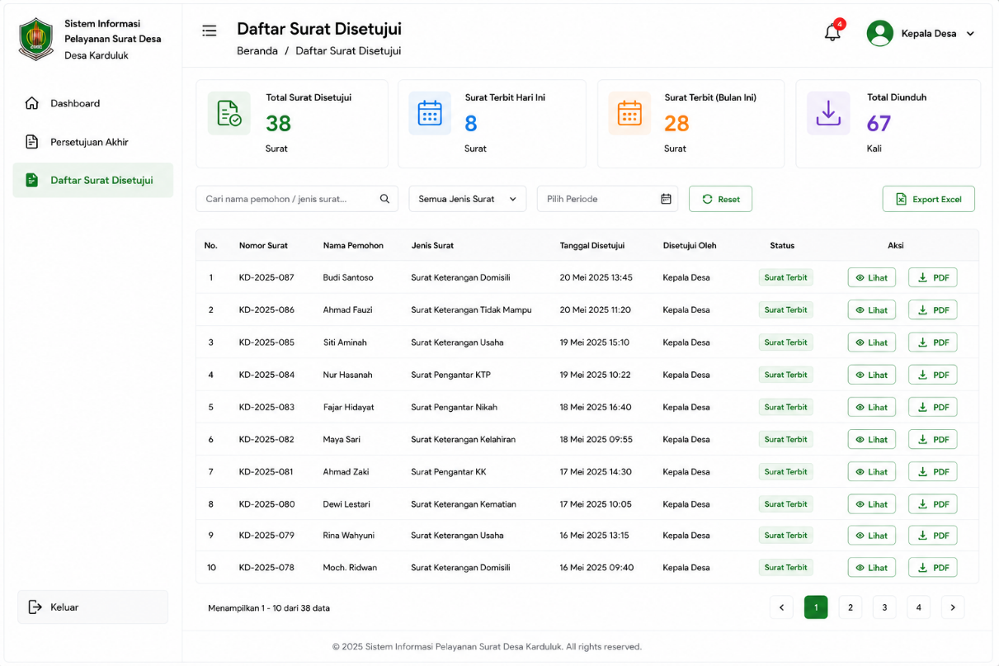 Sistem Informasi
Pelayanan Surat Desa
Desa Karduluk
Dashboard
Persetujuan Akhir
Daftar Surat Disetujui
Keluar
Daftar Surat Disetujui
Beranda / Daftar Surat Disetujui
4
Kepala Desa
Total Surat Disetujui
38
Surat
Surat Terbit Hari Ini
8
Surat
Surat Terbit (Bulan Ini)
28
Surat
Total Diunduh
67
Kali
Cari nama pemohon / jenis surat... Semua Jenis Surat Pilih Periode Reset Export Excel
No. Nomor Surat Nama Pemohon Jenis Surat Tanggal Disetujui Disetujui Oleh Status Aksi
1 KD-2025-087 Budi Santoso Surat Keterangan Domisili 20 Mei 2025 13:45 Kepala Desa Surat Terbit Lihat PDF
2 KD-2025-086 Ahmad Fauzi Surat Keterangan Tidak Mampu 20 Mei 2025 11:20 Kepala Desa Surat Terbit Lihat PDF
3 KD-2025-085 Siti Aminah Surat Keterangan Usaha 19 Mei 2025 15:10 Kepala Desa Surat Terbit Lihat PDF
4 KD-2025-084 Nur Hasanah Surat Pengantar KTP 19 Mei 2025 10:22 Kepala Desa Surat Terbit Lihat PDF
5 KD-2025-083 Fajar Hidayat Surat Pengantar Nikah 18 Mei 2025 16:40 Kepala Desa Surat Terbit Lihat PDF
6 KD-2025-082 Maya Sari Surat Keterangan Kelahiran 18 Mei 2025 09:55 Kepala Desa Surat Terbit Lihat PDF
7 KD-2025-081 Ahmad Zaki Surat Pengantar KK 17 Mei 2025 14:30 Kepala Desa Surat Terbit Lihat PDF
8 KD-2025-080 Dewi Lestari Surat Keterangan Kematian 17 Mei 2025 10:05 Kepala Desa Surat Terbit Lihat PDF
9 KD-2025-079 Rina Wahyuni Surat Keterangan Usaha 16 Mei 2025 13:15 Kepala Desa Surat Terbit Lihat PDF
10 KD-2025-078 Moch. Ridwan Surat Keterangan Domisili 16 Mei 2025 09:40 Kepala Desa Surat Terbit Lihat PDF
Menampilkan 1 - 10 dari 38 data
1 2 3 4
© 2025 Sistem Informasi Pelayanan Surat Desa Karduluk. All rights reserved.